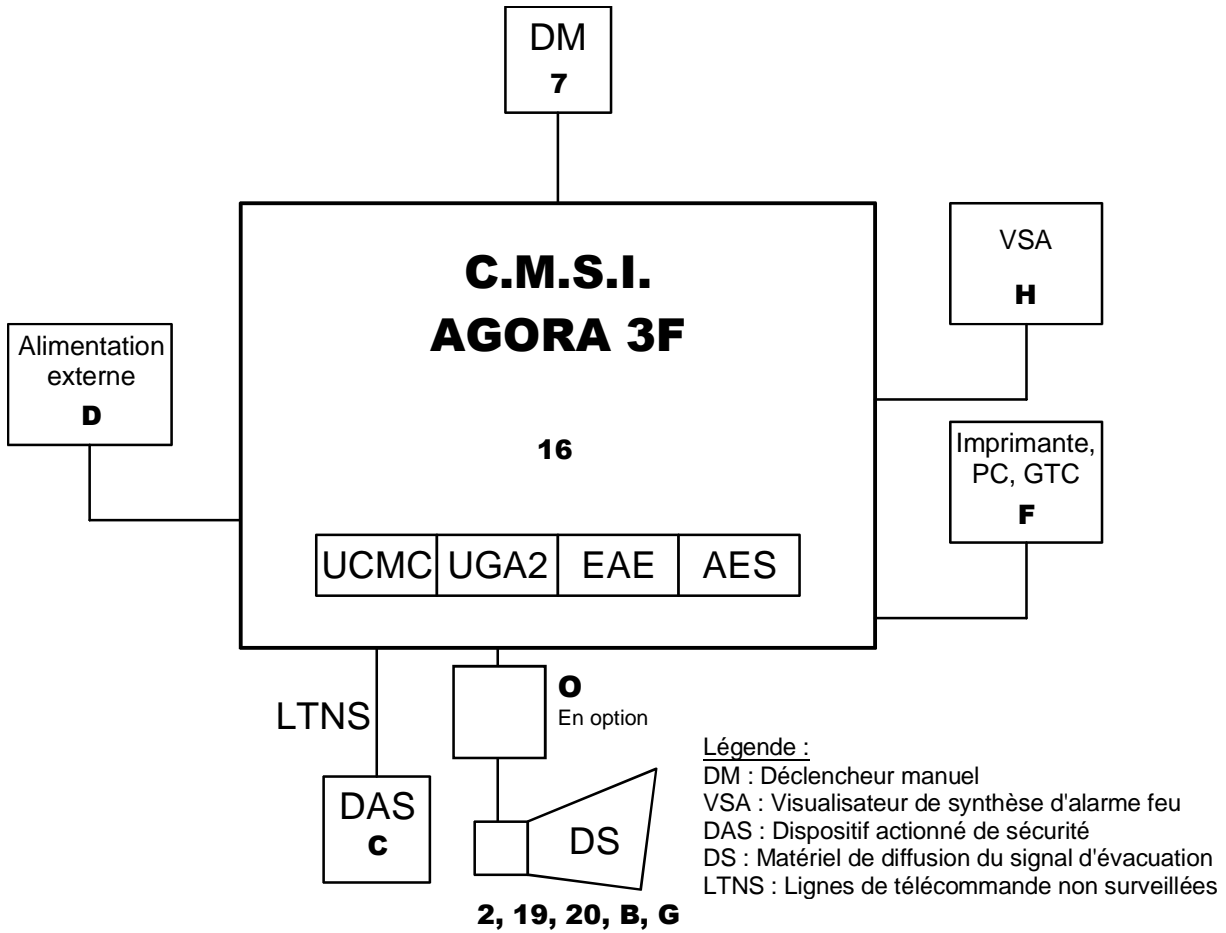 DM
7
C.M.S.I.
AGORA 3F
16
VSA
H
Alimentation
externe
D
Imprimante,
PC, GTC
F
UCMC UGA2 EAE AES
LTNS
O
En option
DAS
C
DS
2, 19, 20, B, G
Légende :
DM : Déclencheur manuel
VSA : Visualisateur de synthèse d'alarme feu
DAS : Dispositif actionné de sécurité
DS : Matériel de diffusion du signal d'évacuation
LTNS : Lignes de télécommande non surveillées